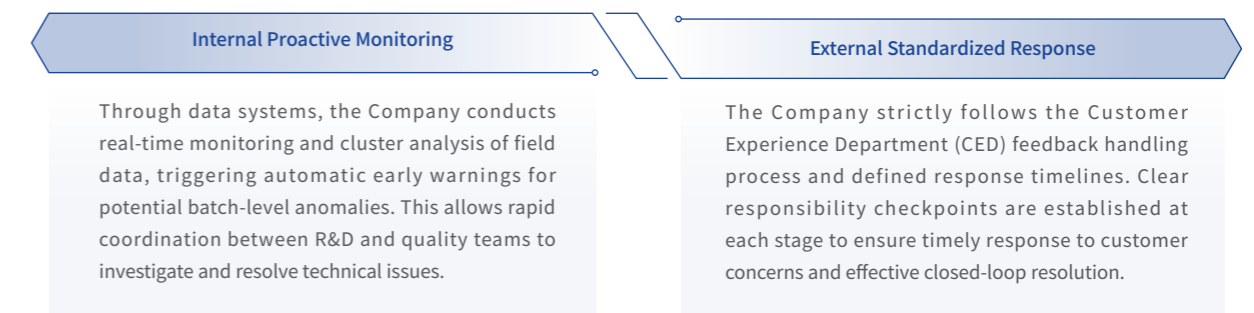 Internal Proactive Monitoring
Through data systems, the Company conducts
real-time monitoring and cluster analysis of field
data, triggering automatic early warnings for
potential batch-level anomalies. This allows rapid
coordination between R&D and quality teams to
investigate and resolve technical issues.
External Standardized Response
The Company strictly follows the Customer
Experience Department (CED) feedback handling
process and defined response timelines. Clear
responsibility checkpoints are established at
each stage to ensure timely response to customer
concerns and effective closed-loop resolution.